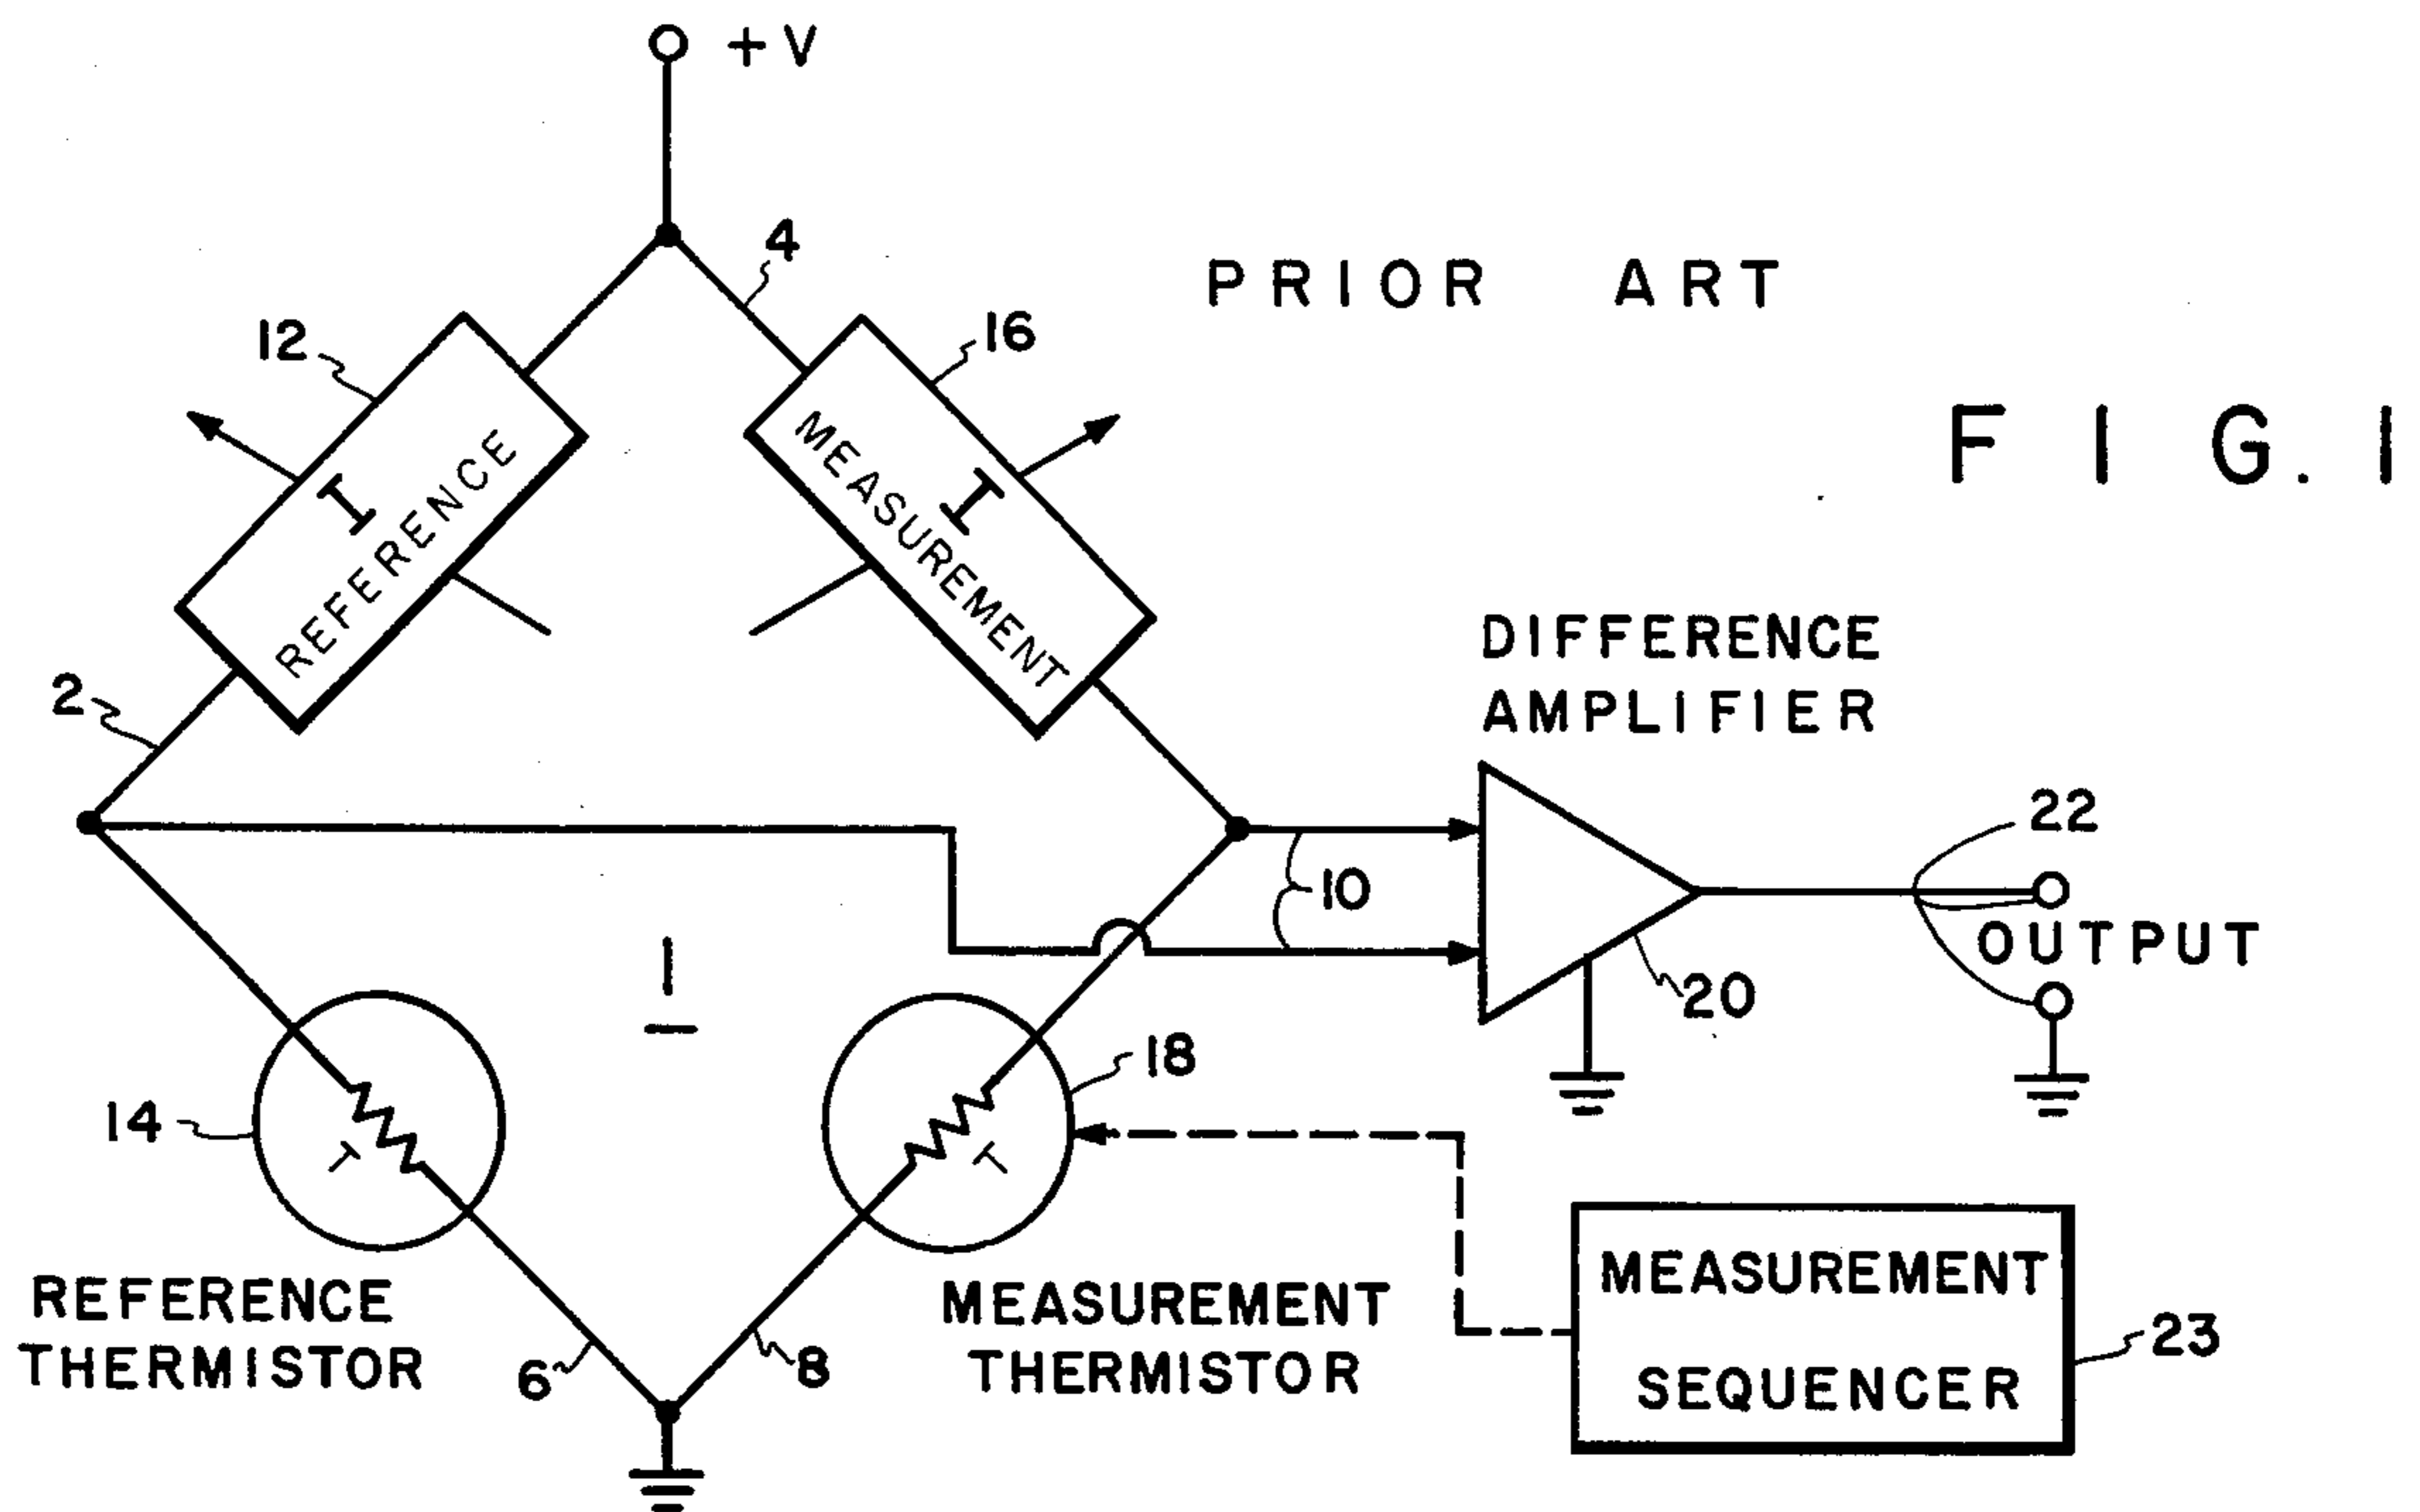 +V
4
PRIOR ART
12
16
FIG. 1
I
REFERENCE
I
MEASUREMENT
DIFFERENCE
AMPLIFIER
2
22
10
OUTPUT
1
20
18
14
T
T
REFERENCE
THERMISTOR
MEASUREMENT
THERMISTOR
MEASUREMENT
SEQUENCER
23
6
8